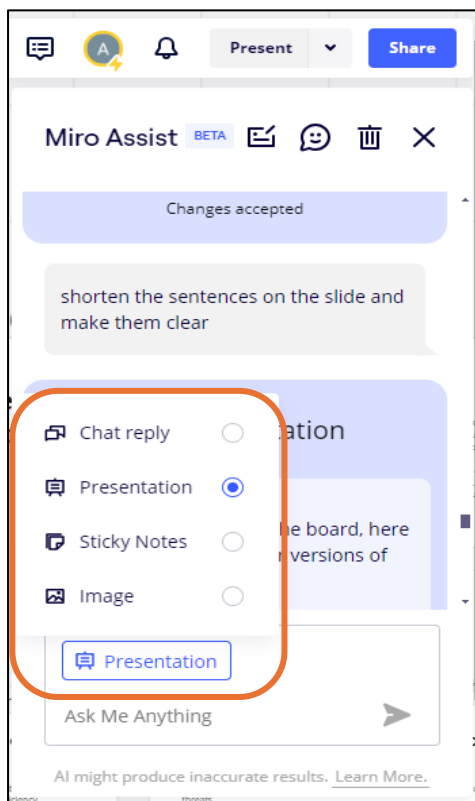 A
Present
Share
Miro Assist BETA
Changes accepted
shorten the sentences on the slide and
make them clear
ation
Chat reply
Presentation
he board, here
Sticky Notes
versions of
Image
Presentation
Ask Me Anything
AI might produce inaccurate results. Learn More.
threats